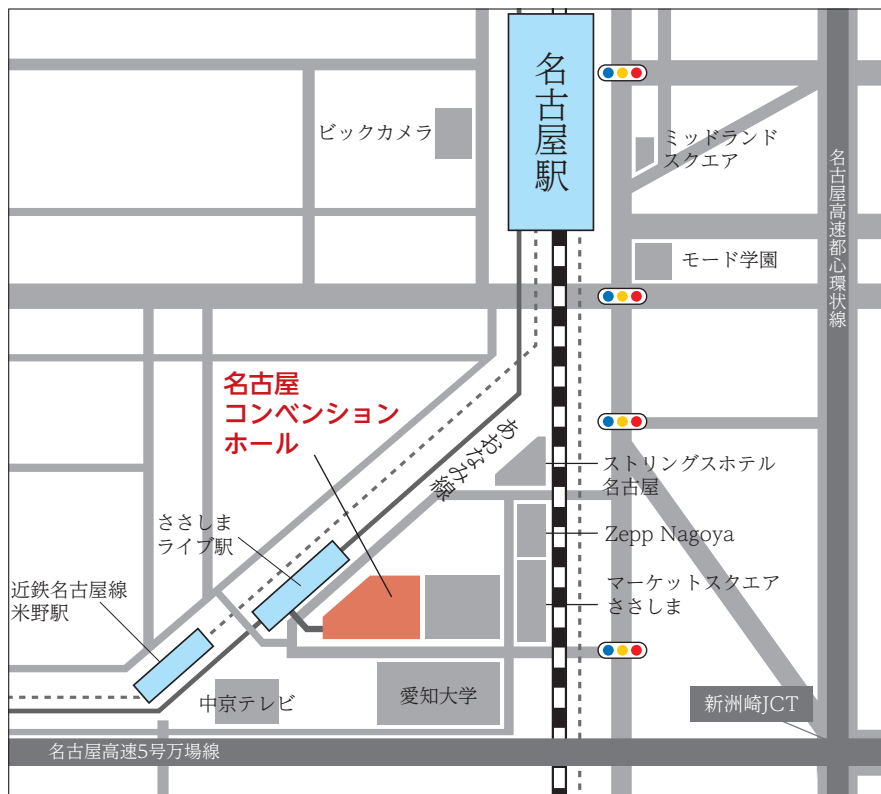 名古屋駅
ビックカメラ
ミッドランド
スクエア
名古屋高速都心環状線
モード学園
名古屋
コンベンション
ホール
あおなみ線
ストリングスホテル
名古屋
ささしま
ライブ駅
Zepp Nagoya
近鉄名古屋線
米野駅
マーケットスクエア
ささしま
中京テレビ
愛知大学
新洲崎JCT
名古屋高速5号万場線